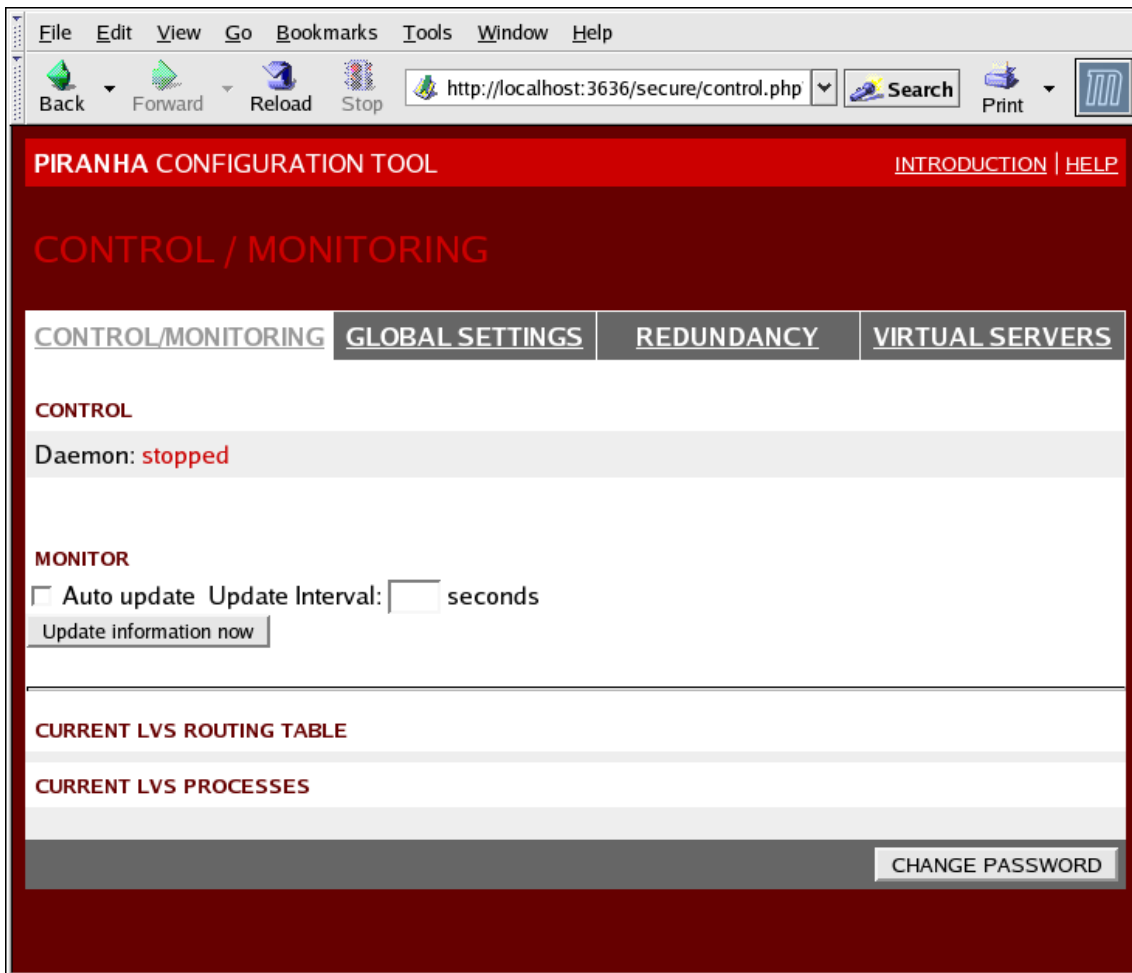 File Edit View Go Bookmarks Tools Window Help
Back Forward Reload Stop http://localhost:3636/secure/control.php Search Print
PIRANHA CONFIGURATION TOOL INTRODUCTION | HELP
CONTROL / MONITORING
CONTROL/MONITORING GLOBAL SETTINGS REDUNDANCY VIRTUAL SERVERS
CONTROL
Daemon: stopped
MONITOR
Auto update Update Interval: seconds
Update information now
CURRENT LVS ROUTING TABLE
CURRENT LVS PROCESSES
CHANGE PASSWORD